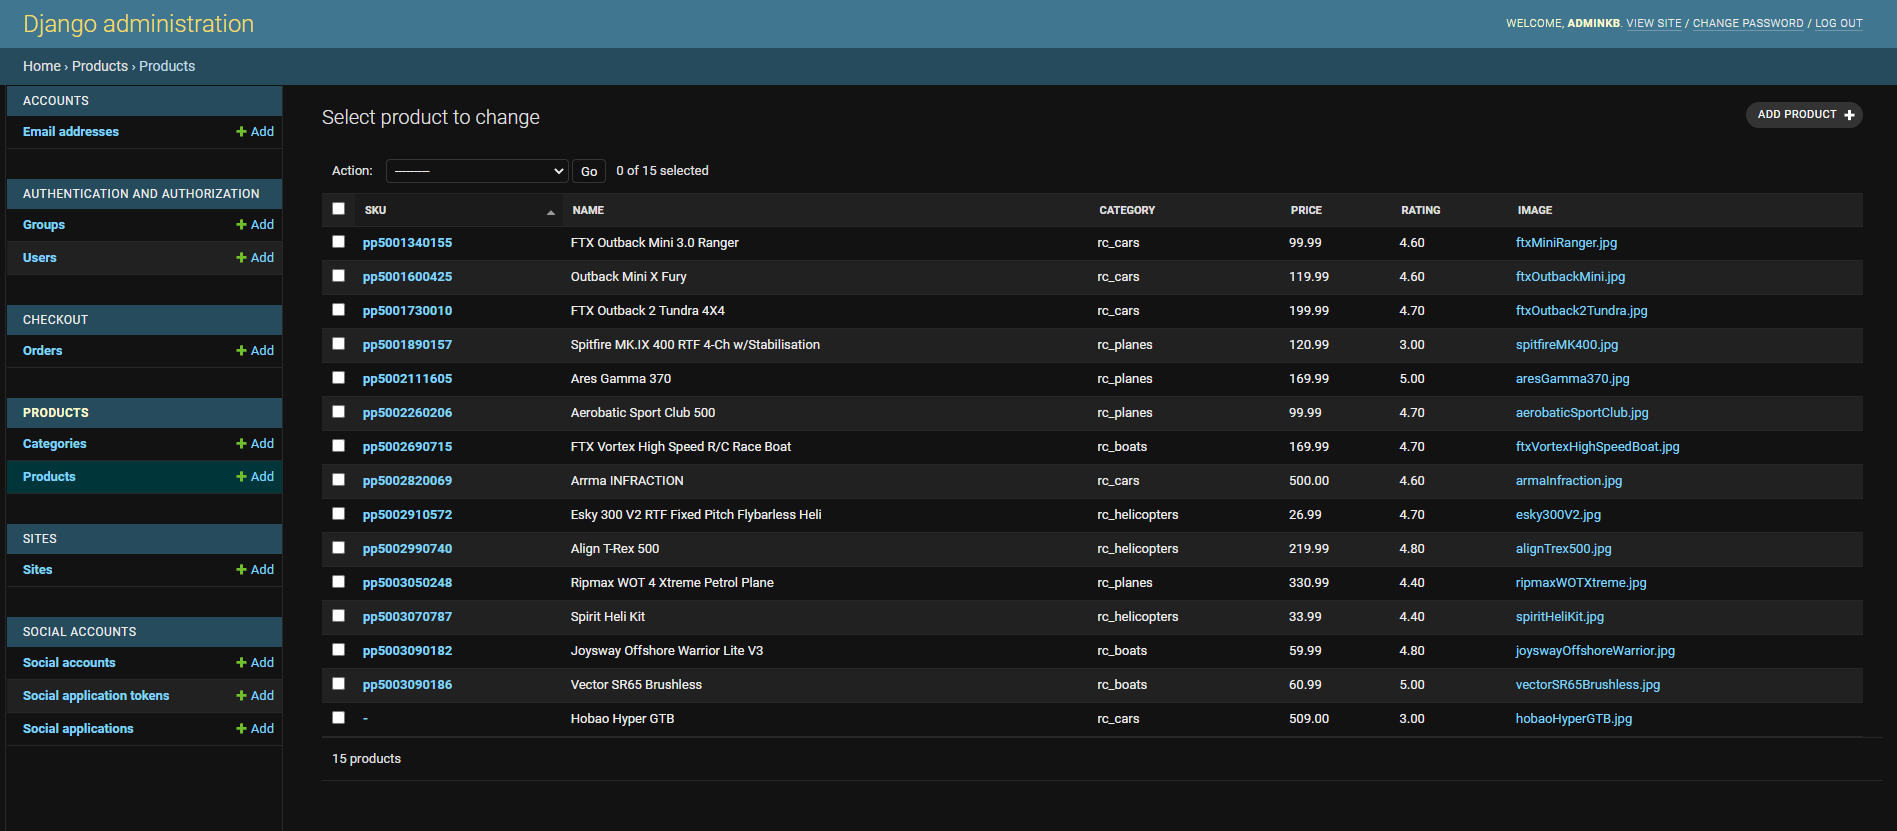 Django administration
WELCOME, ADMINKB. VIEW SITE / CHANGE PASSWORD / LOG OUT
Home › Products › Products
ACCOUNTS
Email addresses + Add
AUTHENTICATION AND AUTHORIZATION
Groups + Add
Users + Add
CHECKOUT
Orders + Add
PRODUCTS
Categories + Add
Products + Add
SITES
Sites + Add
SOCIAL ACCOUNTS
Social accounts + Add
Social application tokens + Add
Social applications + Add
Select product to change
ADD PRODUCT +
Action: --------- Go 0 of 15 selected
SKU NAME CATEGORY PRICE RATING IMAGE
pp5001340155 FTX Outback Mini 3.0 Ranger rc_cars 99.99 4.60 ftxMiniRanger.jpg
pp5001600425 Outback Mini X Fury rc_cars 119.99 4.60 ftxOutbackMini.jpg
pp5001730010 FTX Outback 2 Tundra 4X4 rc_cars 199.99 4.70 ftxOutback2Tundra.jpg
pp5001890157 Spitfire MK.IX 400 RTF 4-Ch w/Stabilisation rc_planes 120.99 3.00 spitfireMK400.jpg
pp5002111605 Ares Gamma 370 rc_planes 169.99 5.00 aresGamma370.jpg
pp5002260206 Aerobatic Sport Club 500 rc_planes 99.99 4.70 aerobaticSportClub.jpg
pp5002690715 FTX Vortex High Speed R/C Race Boat rc_boats 169.99 4.70 ftxVortexHighSpeedBoat.jpg
pp5002820069 Arrma INFRACTION rc_cars 500.00 4.60 armaInfraction.jpg
pp5002910572 Esky 300 V2 RTF Fixed Pitch Flybarless Heli rc_helicopters 26.99 4.70 esky300V2.jpg
pp5002990740 Align T-Rex 500 rc_helicopters 219.99 4.80 alignTrex500.jpg
pp5003050248 Ripmax WOT 4 Xtreme Petrol Plane rc_planes 330.99 4.40 ripmaxWOTXtreme.jpg
pp5003070787 Spirit Heli Kit rc_helicopters 33.99 4.40 spiritHeliKit.jpg
pp5003090182 Joysway Offshore Warrior Lite V3 rc_boats 59.99 4.80 joyswayOffshoreWarrior.jpg
pp5003090186 Vector SR65 Brushless rc_boats 60.99 5.00 vectorSR65Brushless.jpg
- Hobao Hyper GTB rc_cars 509.00 3.00 hobaoHyperGTB.jpg
15 products